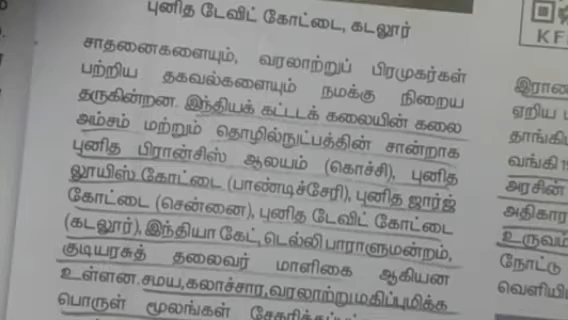 புனித டேவிட் கோட்டை, கடலூர்
சாதனைகளையும், வரலாற்றுப் பிரமுகர்கள்
பற்றிய தகவல்களையும் நமக்கு நிறைய
தருகின்றன. இந்தியக் கட்டடக் கலையின் கலை
அம்சம் மற்றும் தொழில்நுட்பத்தின் சான்றாக
புனித பிரான்சிஸ் ஆலயம் (கொச்சி), புனித
லூயிஸ் கோட்டை (பாண்டிச்சேரி), புனித ஜார்ஜ்
கோட்டை (சென்னை), புனித டேவிட் கோட்டை
(கடலூர்), இந்தியா கேட், டெல்லி பாராளுமன்றம்,
குடியரசுத் தலைவர் மாளிகை ஆகியன
உள்ளன. சமய, கலாச்சார, வரலாற்று மதிப்புமிக்க
பொருள் மூலங்கள்
KF
இரா
ஏறிய
தாங்கி
வங்கி
அரசின்
அதிகார
உருவம்
நோட்டு
வெளியி